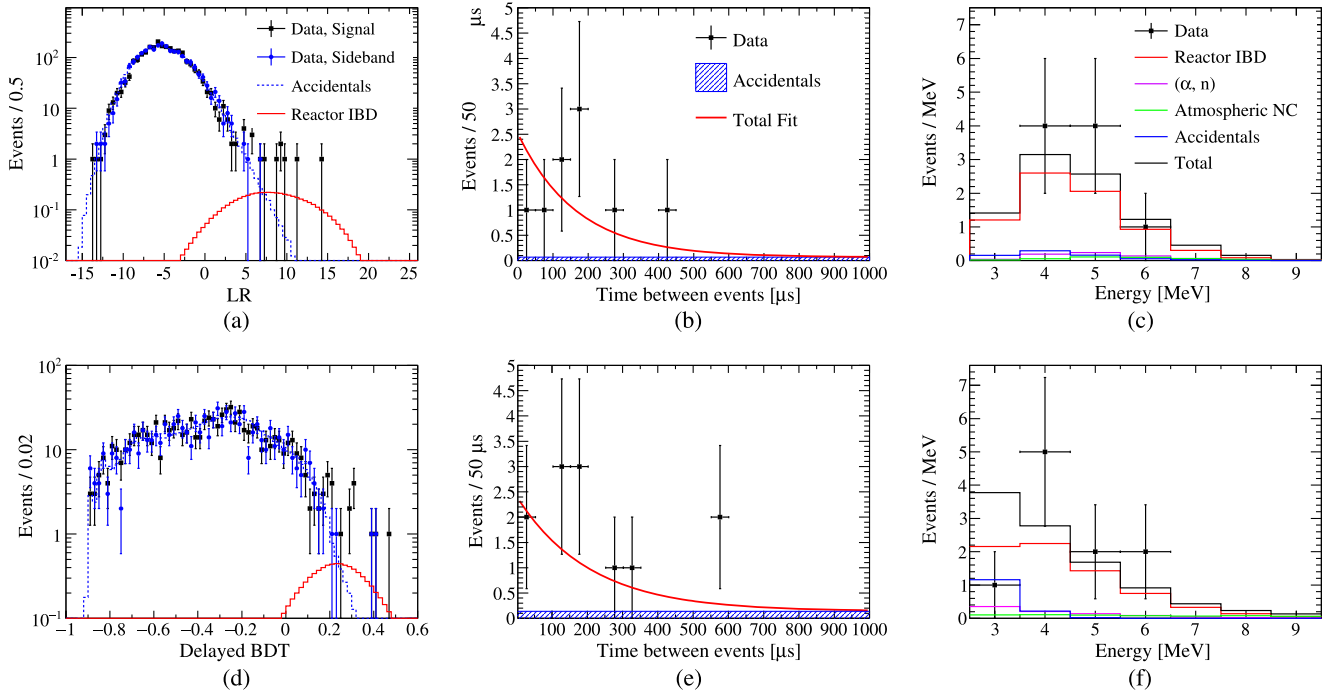 10²
10
1
10⁻¹
10⁻²
Events / 0.5
-15 -10 -5 0 5 10 15 20 25
LR
Data, Signal
Data, Sideband
Accidentals
Reactor IBD
(a)
μs
Events / 50
5
4.5
4
3.5
3
2.5
2
1.5
1
0.5
0
0 100 200 300 400 500 600 700 800 900 1000
Time between events [μs]
Data
Accidentals
Total Fit
(b)
Events / MeV
7
6
5
4
3
2
1
0
3 4 5 6 7 8 9
Energy [MeV]
Data
Reactor IBD
(α, n)
Atmospheric NC
Accidentals
Total
(c)
Events / 0.02
10²
10
1
10⁻¹
−1 −0.8 −0.6 −0.4 −0.2 0 0.2 0.4 0.6
Delayed BDT
(d)
Events / 50 μs
5
4.5
4
3.5
3
2.5
2
1.5
1
0.5
0
100 200 300 400 500 600 700 800 900 1000
Time between events [μs]
(e)
Events / MeV
7
6
5
4
3
2
1
0
3 4 5 6 7 8 9
Energy [MeV]
(f)